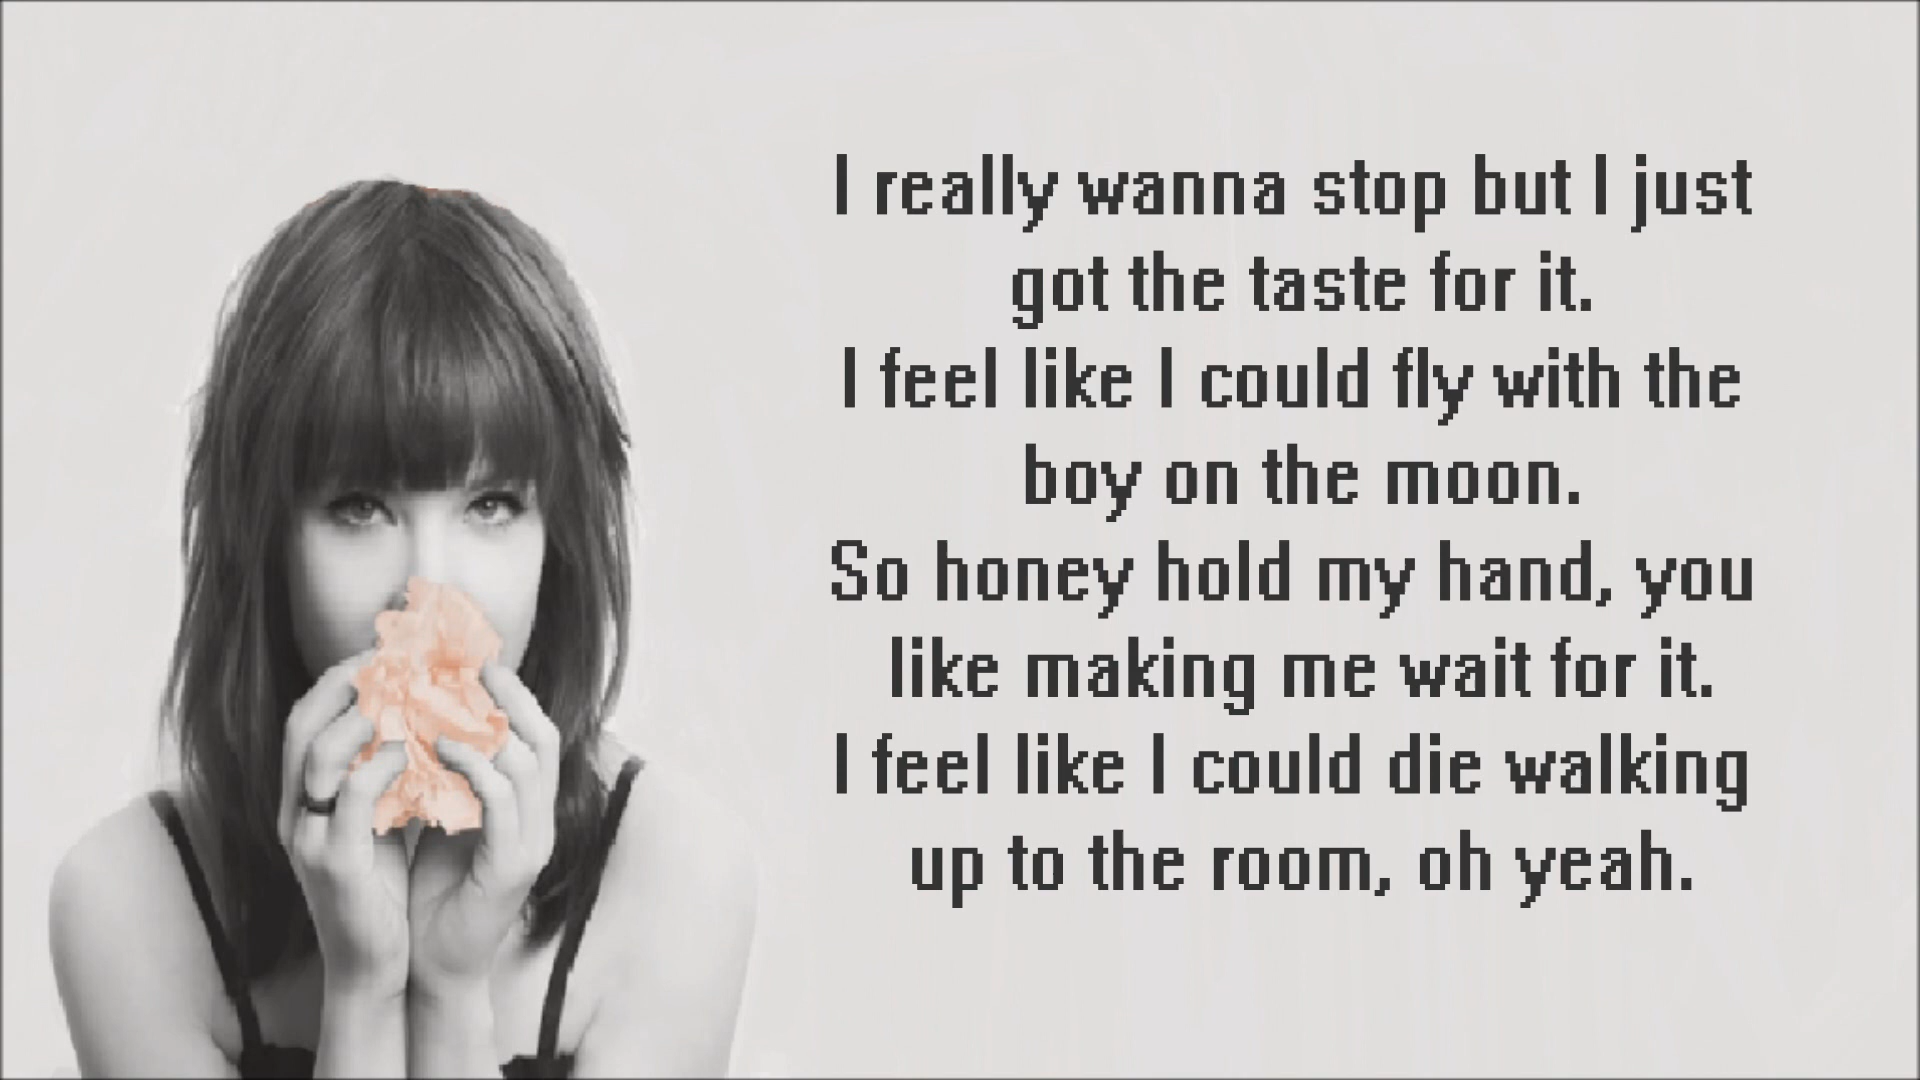 I really wanna stop but I just
got the taste for it.
I feel like I could fly with the
boy on the moon.
So honey hold my hand, you
like making me wait for it.
I feel like I could die walking
up to the room, oh yeah.